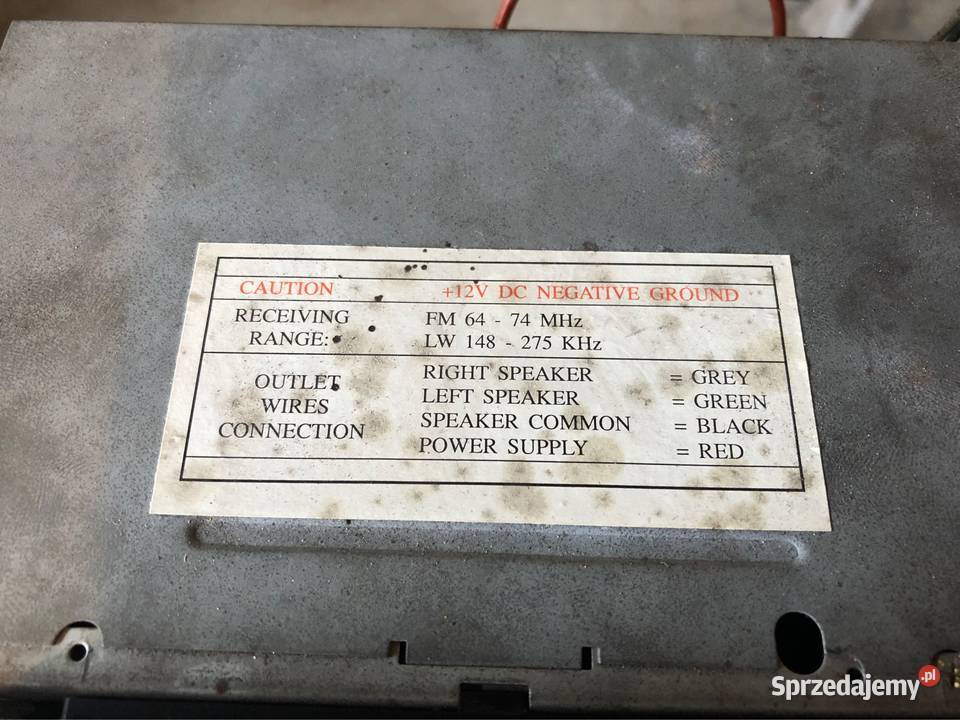 CAUTION +12V DC NEGATIVE GROUND
RECEIVING RANGE: FM 64 - 74 MHz
LW 148 - 275 KHz
OUTLET WIRES CONNECTION
RIGHT SPEAKER = GREY
LEFT SPEAKER = GREEN
SPEAKER COMMON = BLACK
POWER SUPPLY = RED
Sprzedajemy.pl